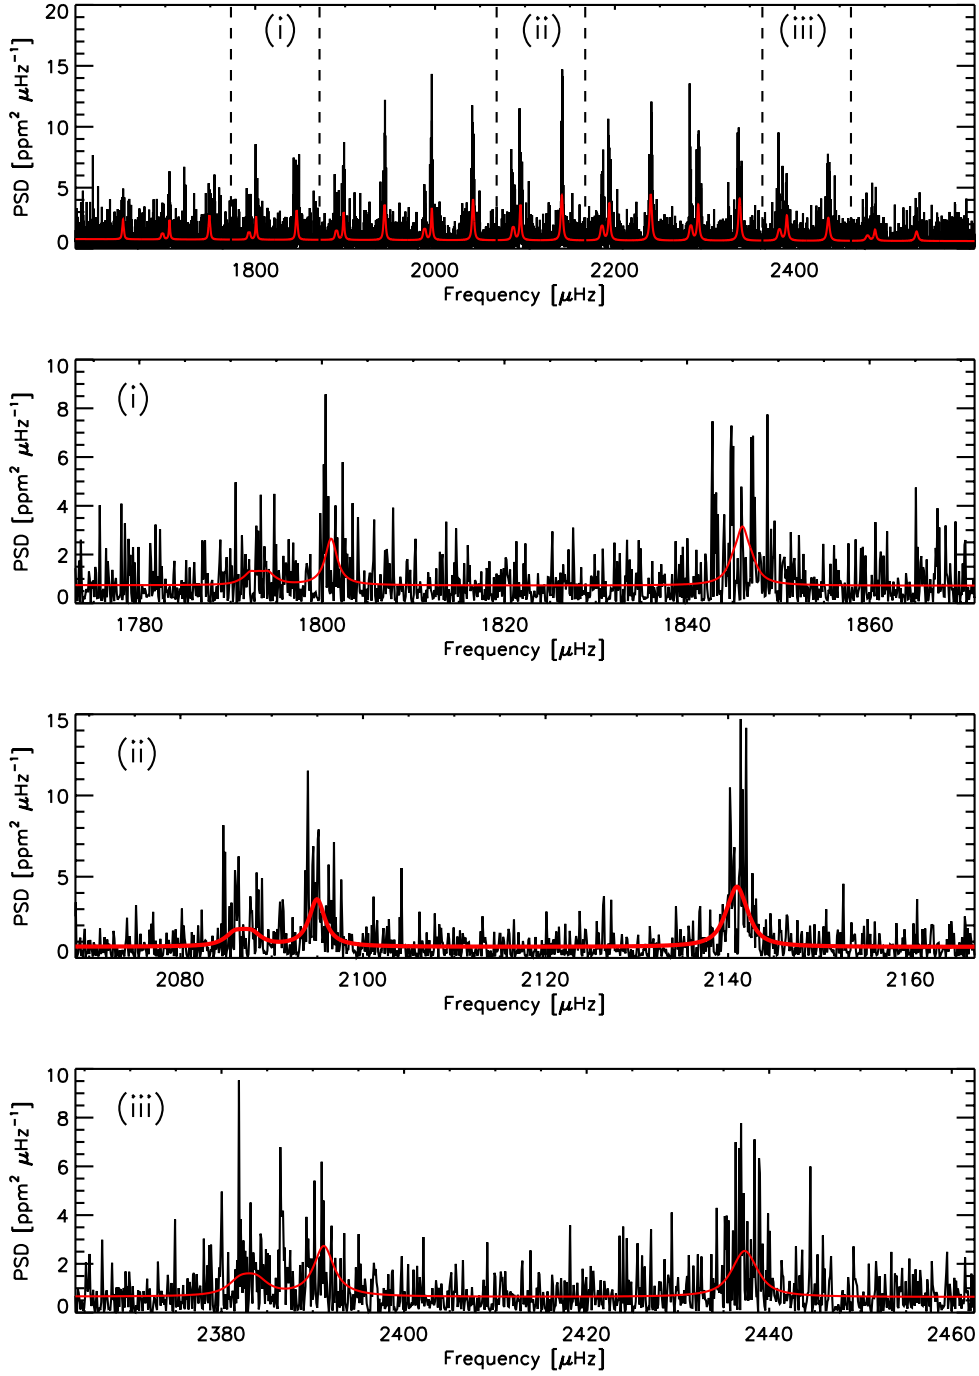 20
15
10
5
0
PSD [ppm² μHz⁻¹]
(i)
(ii)
(iii)
1800
2000
2200
2400
Frequency [μHz]
10
8
6
4
2
0
PSD [ppm² μHz⁻¹]
(i)
1780
1800
1820
1840
1860
Frequency [μHz]
15
10
5
0
PSD [ppm² μHz⁻¹]
(ii)
2080
2100
2120
2140
2160
Frequency [μHz]
10
8
6
4
2
0
PSD [ppm² μHz⁻¹]
(iii)
2380
2400
2420
2440
2460
Frequency [μHz]